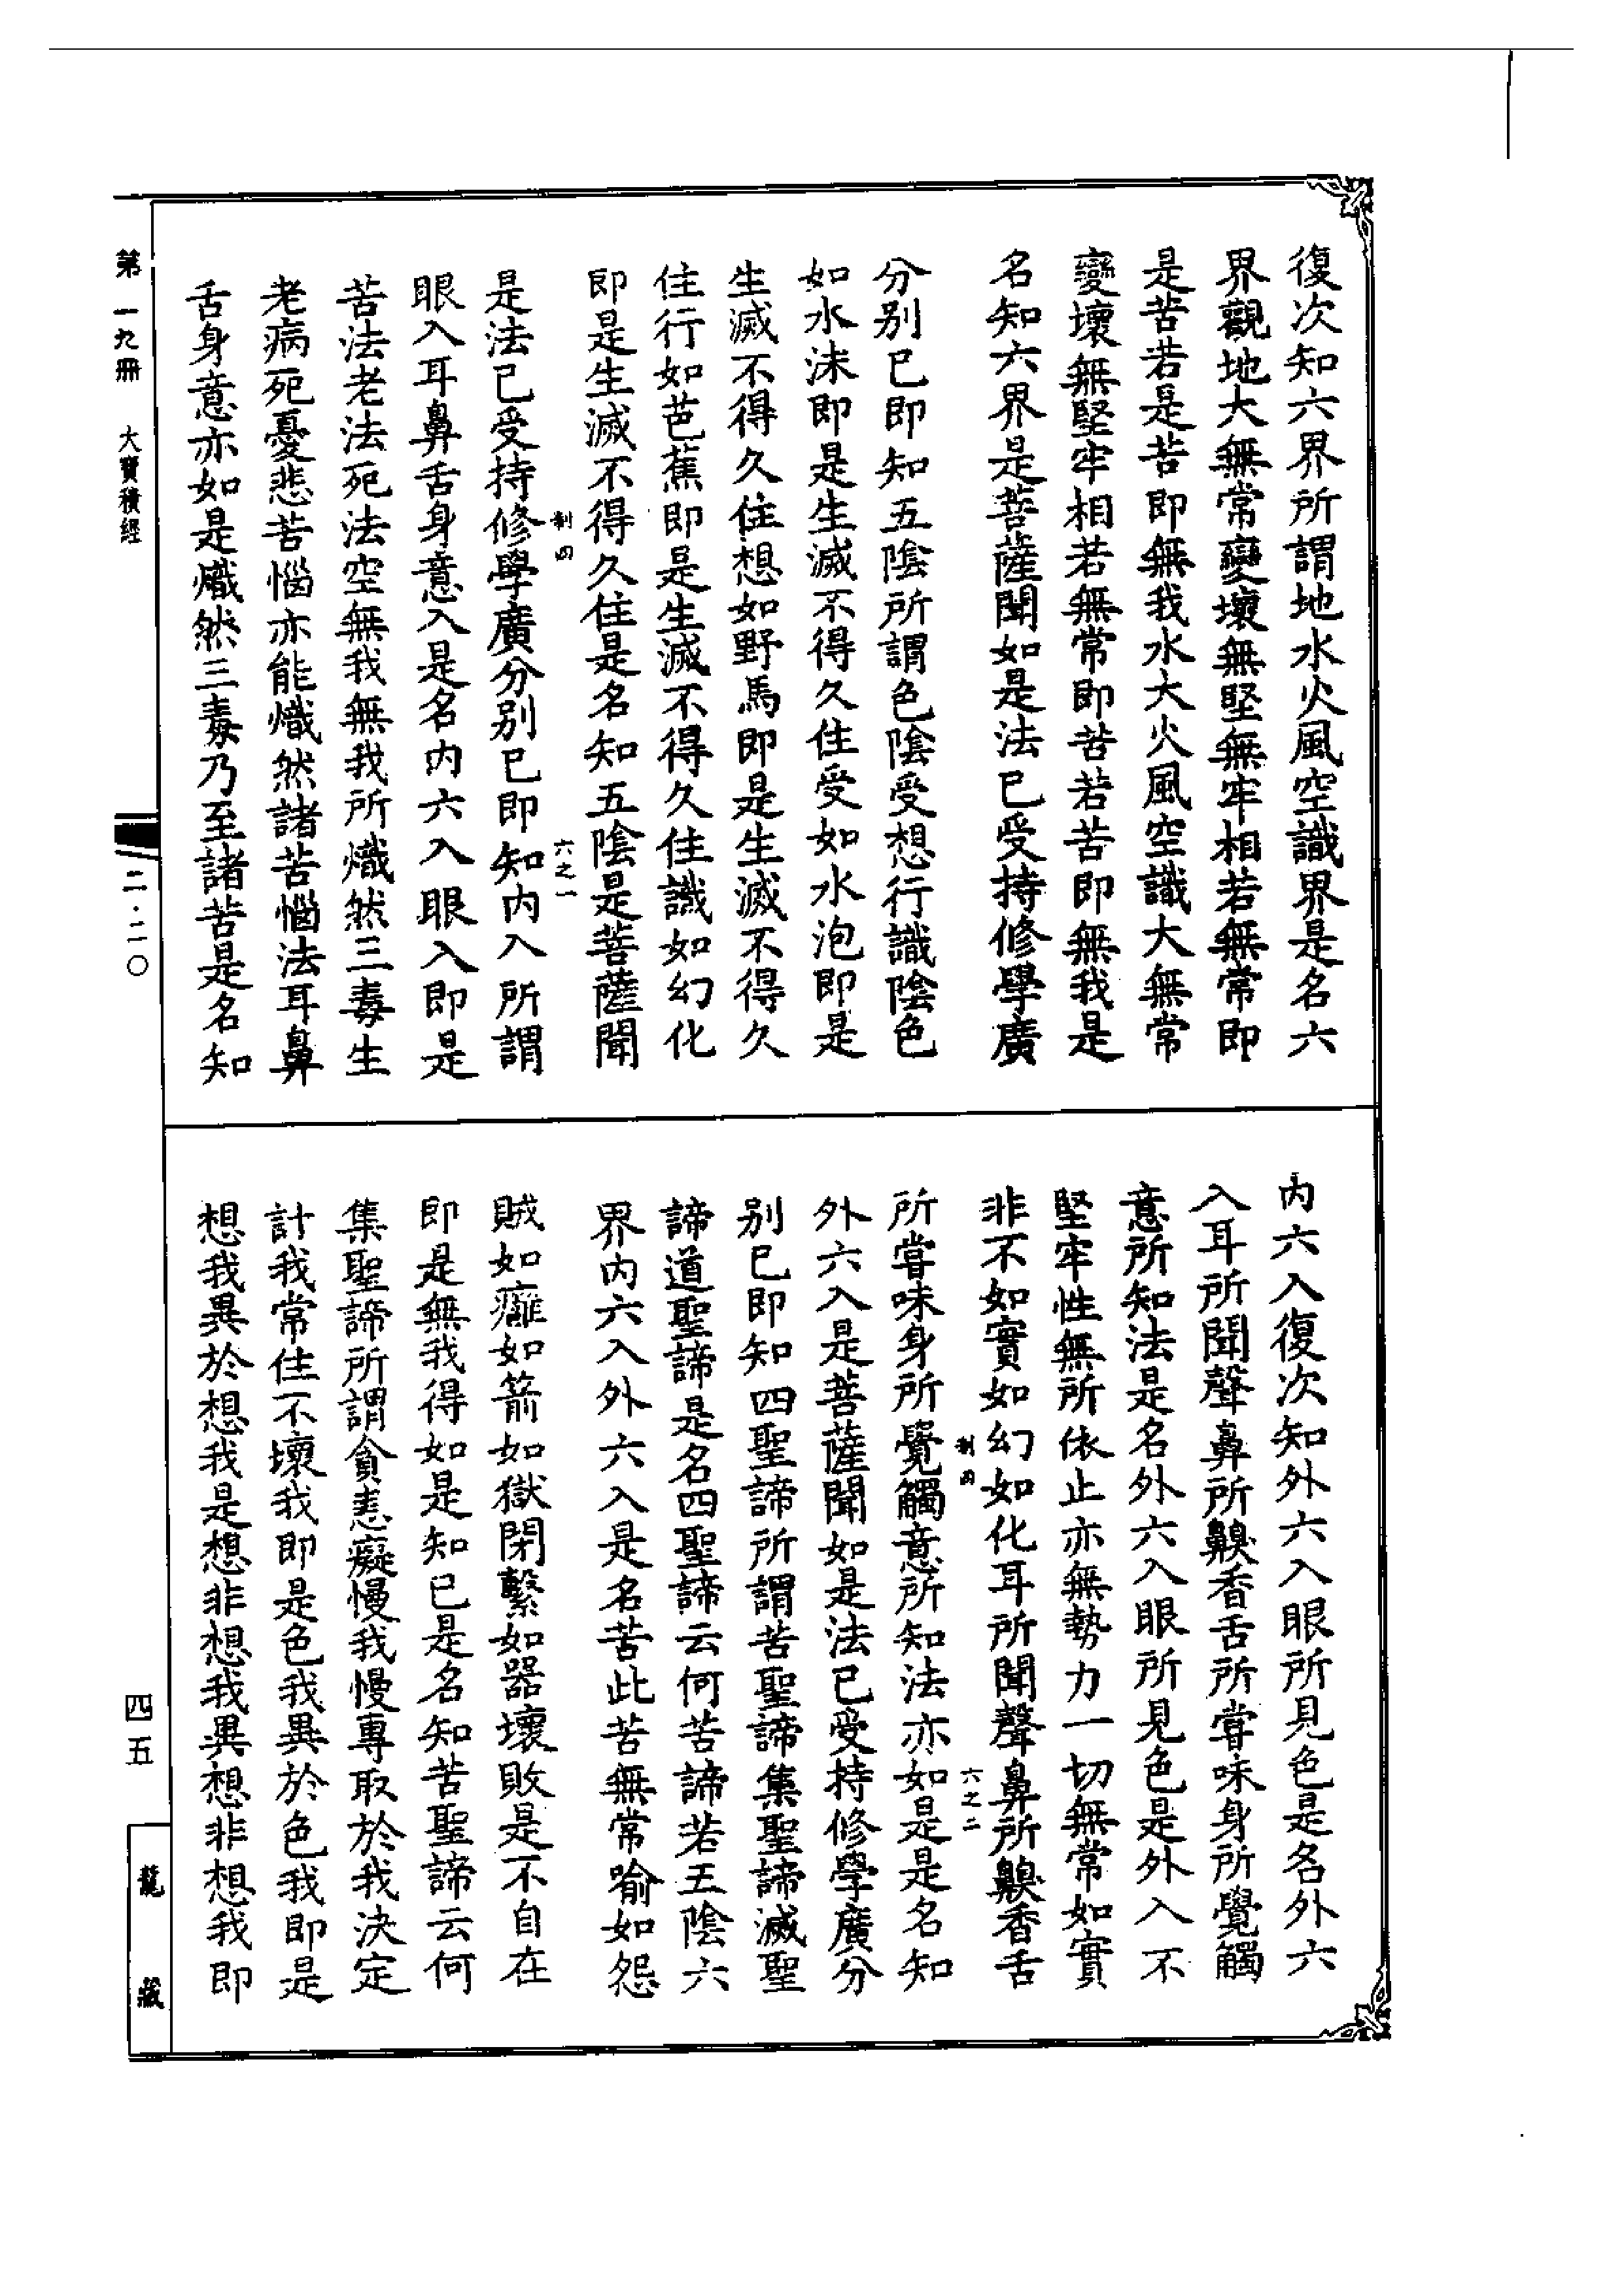 復次知六界所謂地水火風空識界是名六
界觀地大無常變壞無堅無牢相若無常即
是苦若是苦即無我水大火風空識大無常
變壞無堅牢相若無常即苦若苦即無我是
名知六界是菩薩聞如是法已受持修學廣
分別已即知五陰所謂色陰受想行識陰色
如水沫即是生滅不得久住受如水泡即是
生滅不得久住想如野馬即是生滅不得久
住行如芭蕉即是生滅不得久住識如幻化
即是生滅不得久住是名知五陰是菩薩聞
制四
六之一
是法已受持修學廣分別已即知內入所謂
眼入耳鼻舌身意入是名內六入眼入即是
苦法老法死法空無我無我所熾然三毒生
老病死憂悲苦惱亦能熾然諸苦惱法耳鼻
舌身意亦如是熾然三毒乃至諸苦是名知
內六入復次知外六入眼所見色是名外六
入耳所聞聲鼻所齅香舌所甞味身所覺觸
意所知法是名外六入眼所見色是外入不
堅牢性無所依止亦無勢力一切無常如實
非不如實如幻如化耳所聞聲鼻所齅香舌
制四
六之二
所甞味身所覺觸意所知法亦如是是名知
外六入是菩薩聞如是法已受持修學廣分
別已即知四聖諦所謂苦聖諦集聖諦滅聖
諦道聖諦是名四聖諦云何苦諦若五陰六
界內六入外六入是名苦此苦無常喻如怨
賊如癰如箭如獄閉繫如器壞敗是不自在
即是無我得如是知已是名知苦聖諦云何
集聖諦所謂貪恚癡慢我慢專取於我決定
計我常住不壞我即是色我異於色我即是
想我異於想我是想非想我異想非想我即
第一九冊 大寶積經
二·二〇
四五
龍藏